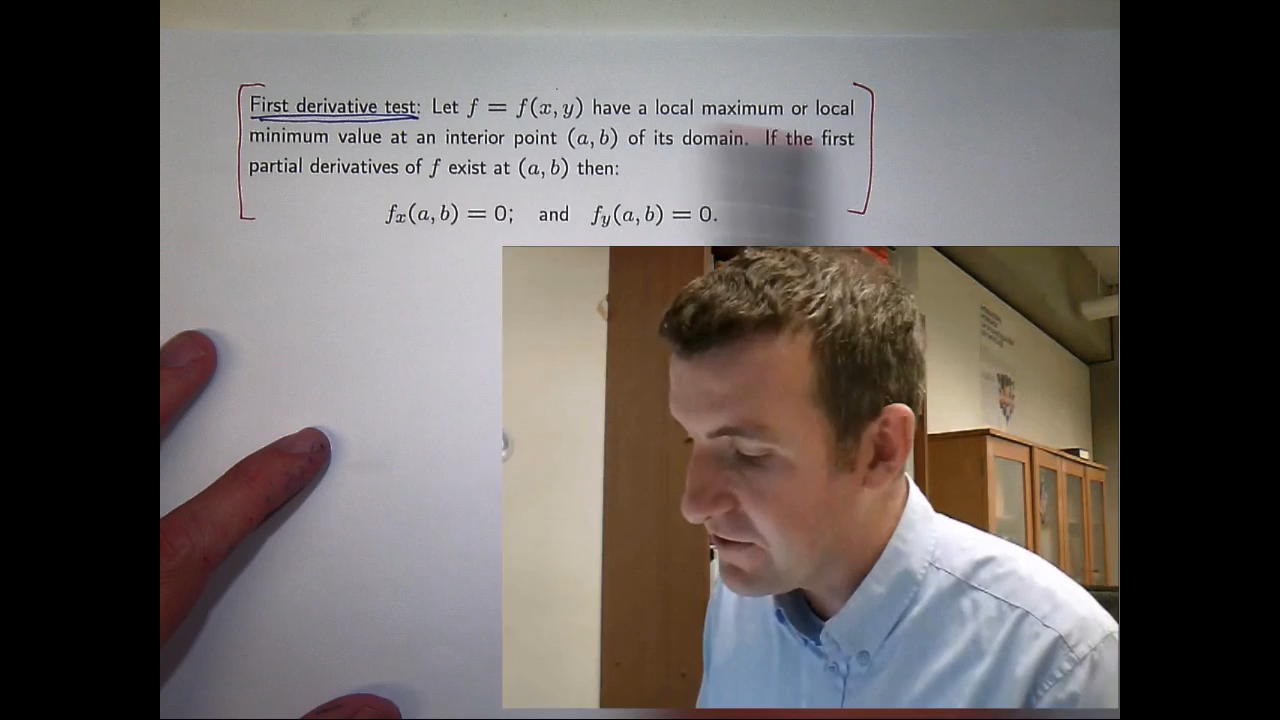 First derivative test: Let f = f(x, y) have a local maximum or local
minimum value at an interior point (a, b) of its domain. If the first
partial derivatives of f exist at (a, b) then:
fₓ(a, b) = 0; and f_y(a, b) = 0.